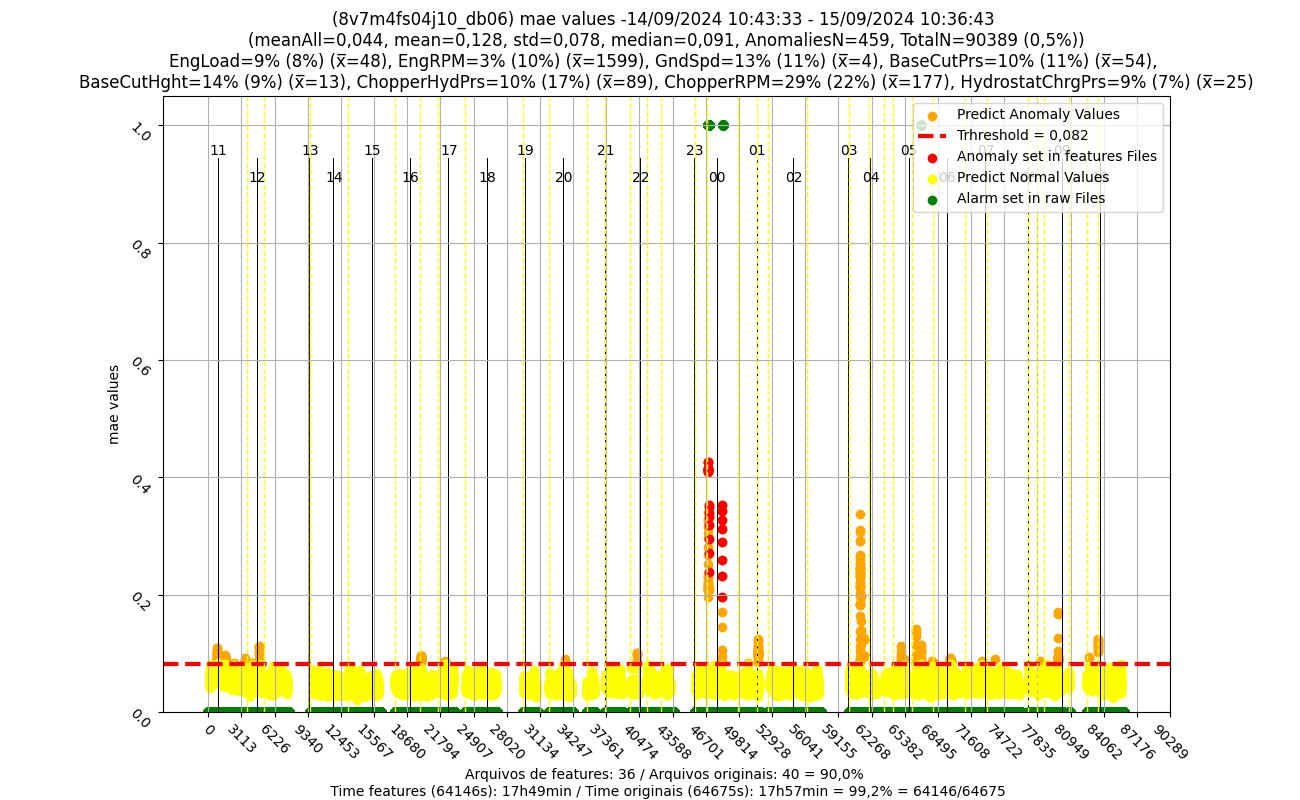 (8v7m4fs04j10_db06) mae values -14/09/2024 10:43:33 - 15/09/2024 10:36:43
(meanAll=0,044, mean=0,128, std=0,078, median=0,091, AnomaliesN=459, TotalN=90389 (0,5%))
EngLoad=9% (8%) (x̅=48), EngRPM=3% (10%) (x̅=1599), GndSpd=13% (11%) (x̅=4), BaseCutPrs=10% (11%) (x̅=54),
BaseCutHght=14% (9%) (x̅=13), ChopperHydPrs=10% (17%) (x̅=89), ChopperRPM=29% (22%) (x̅=177), HydrostatChrgPrs=9% (7%) (x̅=25)
Predict Anomaly Values
Trhreshold = 0,082
Anomaly set in features Files
Predict Normal Values
Alarm set in raw Files
11 13 15 17 19 21 23 01 03 05 07 09
12 14 16 18 20 22 00 02 04 06
1.0
0.8
0.6
0.4
0.2
0.0
mae values
0 3113 6226 9340 12453 15567 18680 21794 24907 28020 31134 34247 37361 40474 43588 46701 49814 52928 56041 59155 62268 65382 68495 71608 74722 77835 80949 84062 87176 90289
Arquivos de features: 36 / Arquivos originais: 40 = 90,0%
Time features (64146s): 17h49min / Time originais (64675s): 17h57min = 99,2% = 64146/64675